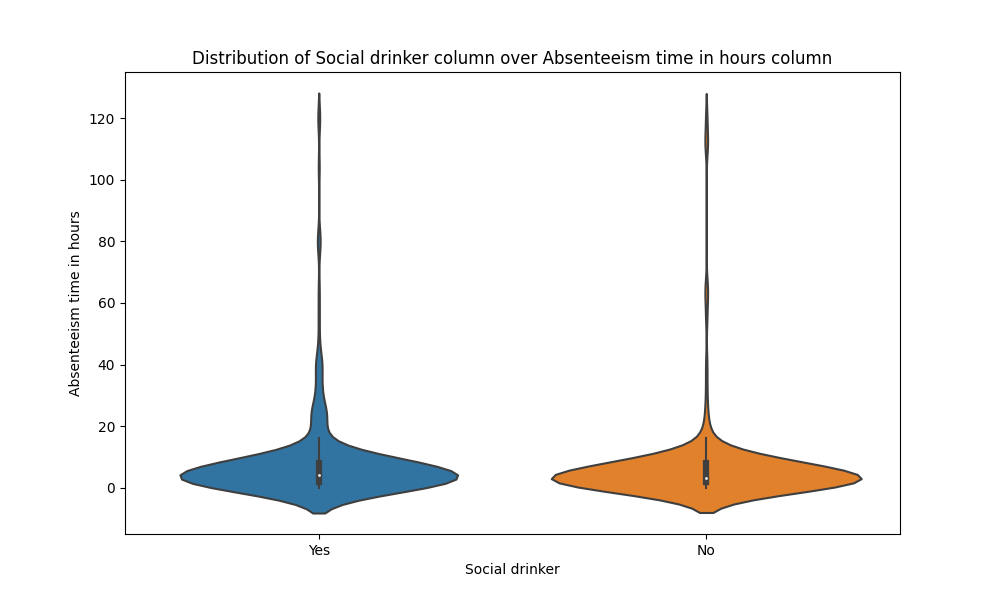 Distribution of Social drinker column over Absenteeism time in hours column
Absenteeism time in hours
120
100
80
60
40
20
0
Yes
No
Social drinker